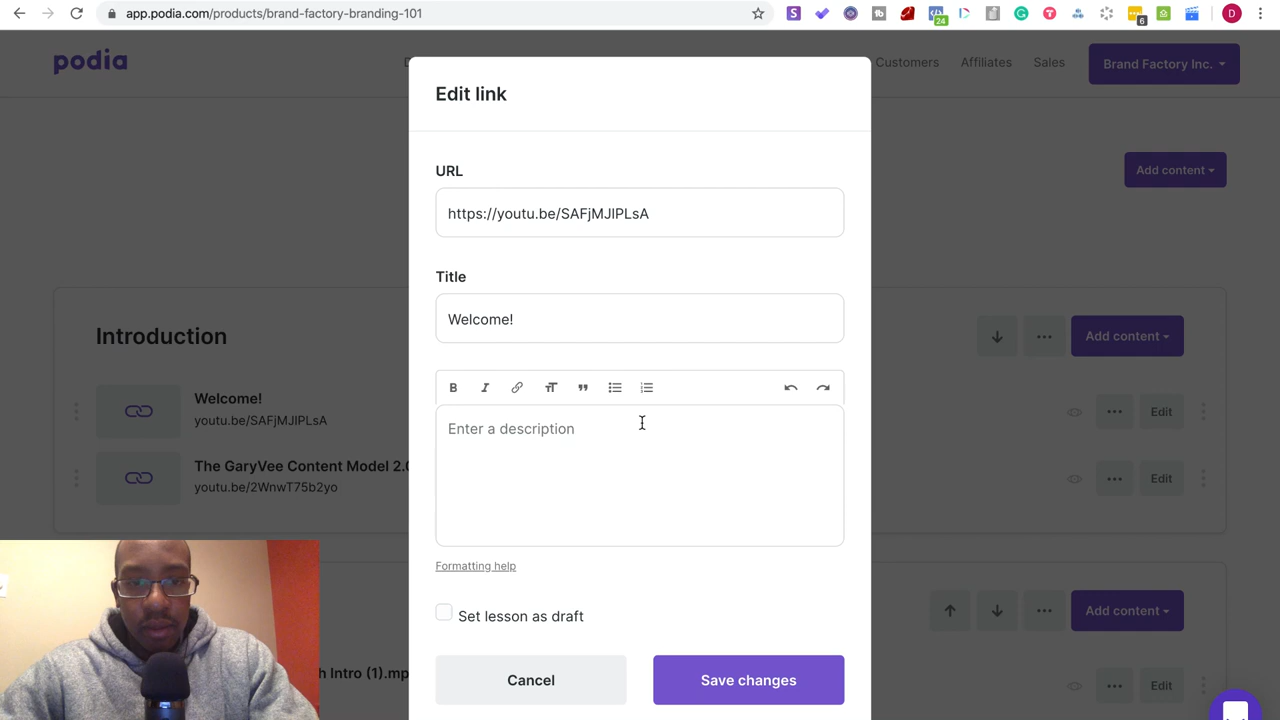 app.podia.com/products/brand-factory-branding-101
24
6
D
podia
Customers
Affiliates
Sales
Brand Factory Inc.
Edit link
Add content
URL
https://youtu.be/SAFjMJIPLsA
Title
Welcome!
Introduction
Add content
B
I
Welcome!
youtu.be/SAFjMJIPLsA
Edit
Enter a description
The GaryVee Content Model 2.0
youtu.be/2WnwT75b2yo
Edit
Formatting help
Set lesson as draft
Add content
h Intro (1).mp
Edit
Cancel
Save changes